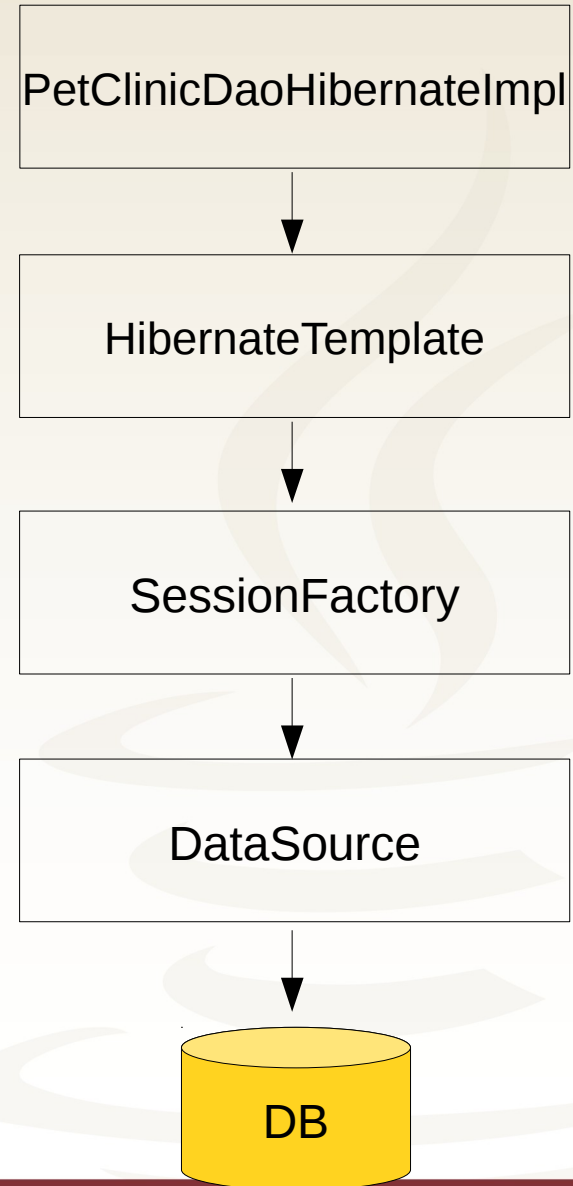 PetClinicDaoHibernateImpl
HibernateTemplate
SessionFactory
DataSource
DB